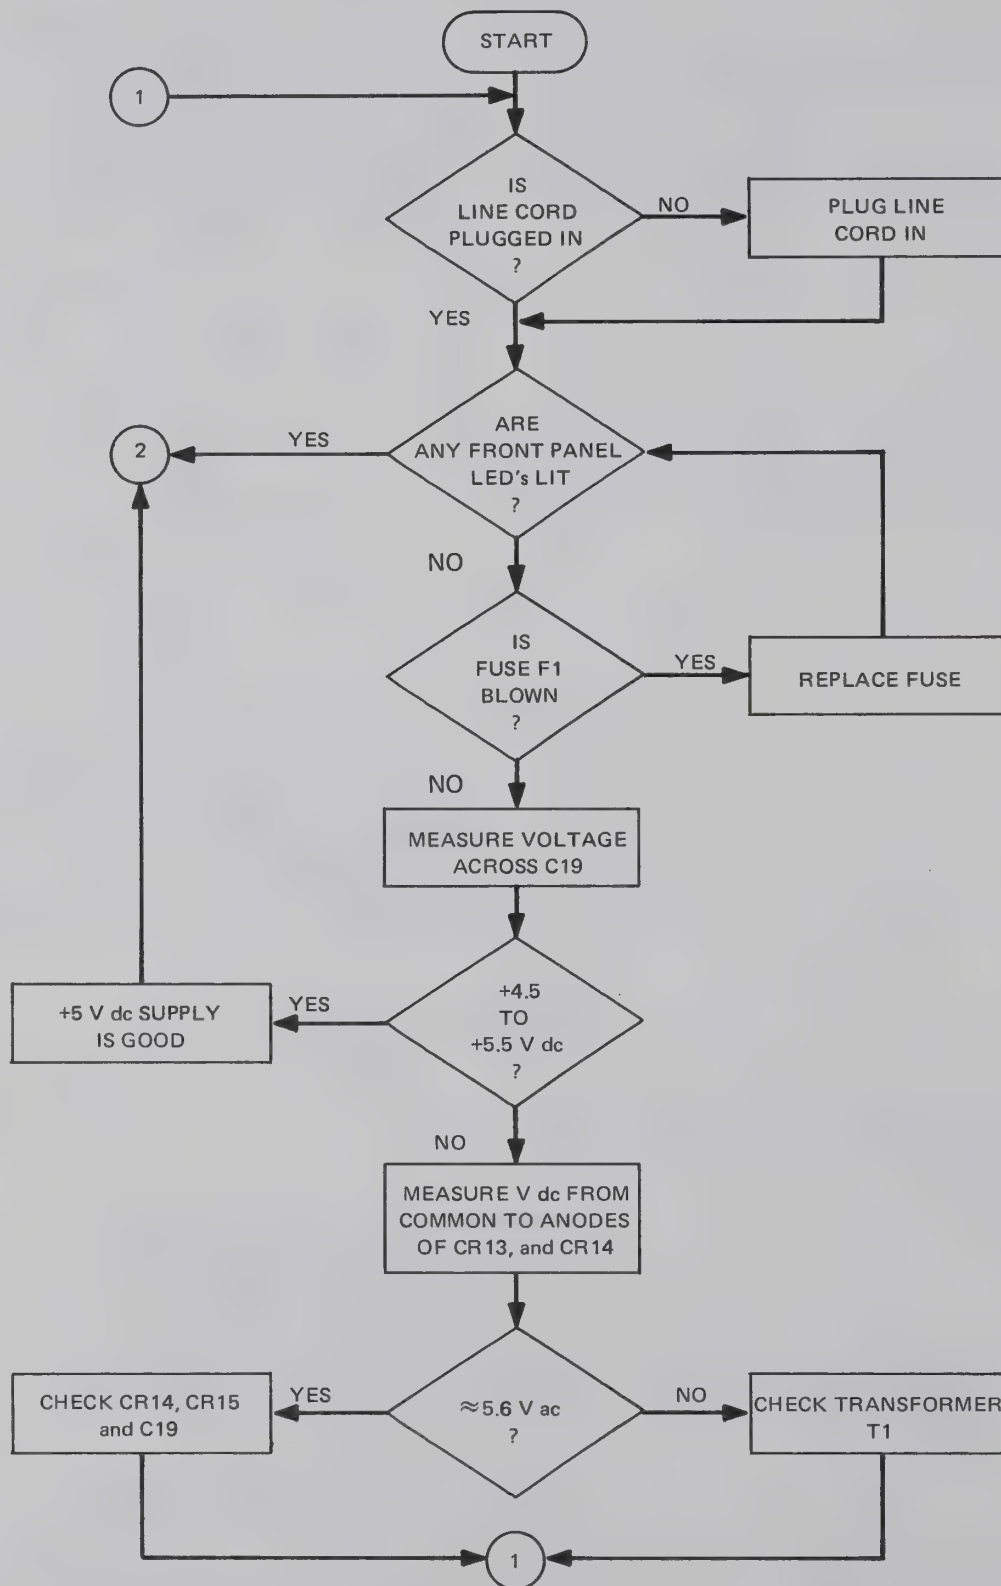 START
1
IS
LINE CORD
PLUGGED IN
?
NO
PLUG LINE
CORD IN
YES
ARE
ANY FRONT PANEL
LED's LIT
?
YES
2
NO
IS
FUSE F1
BLOWN
?
YES
REPLACE FUSE
NO
MEASURE VOLTAGE
ACROSS C19
+4.5
TO
+5.5 V dc
?
YES
+5 V dc SUPPLY
IS GOOD
NO
MEASURE V dc FROM
COMMON TO ANODES
OF CR13, and CR14
≈5.6 V ac
?
YES
CHECK CR14, CR15
and C19
NO
CHECK TRANSFORMER
T1
1